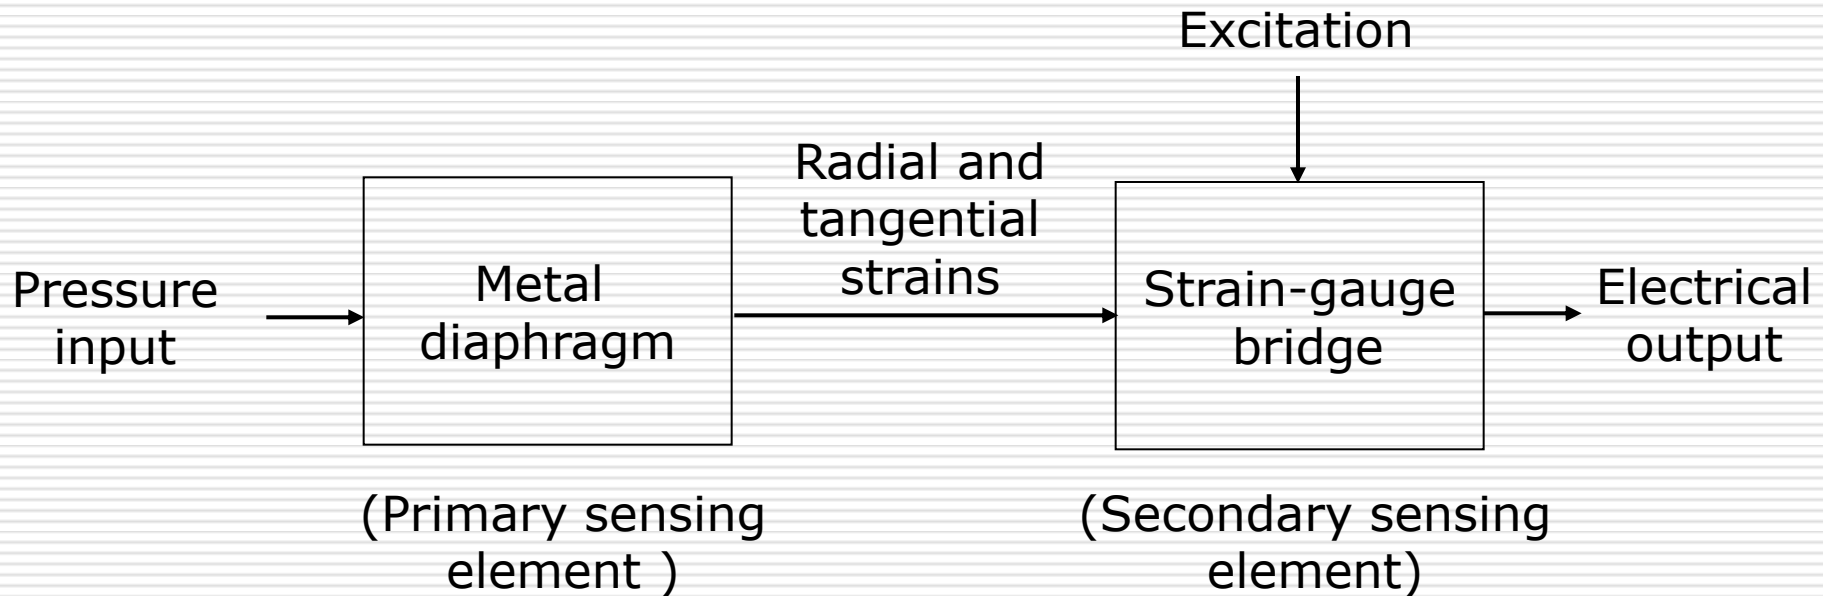 Excitation
Radial and
tangential
strains
Pressure
input
Metal
diaphragm
Strain-gauge
bridge
Electrical
output
(Primary sensing
element )
(Secondary sensing
element)